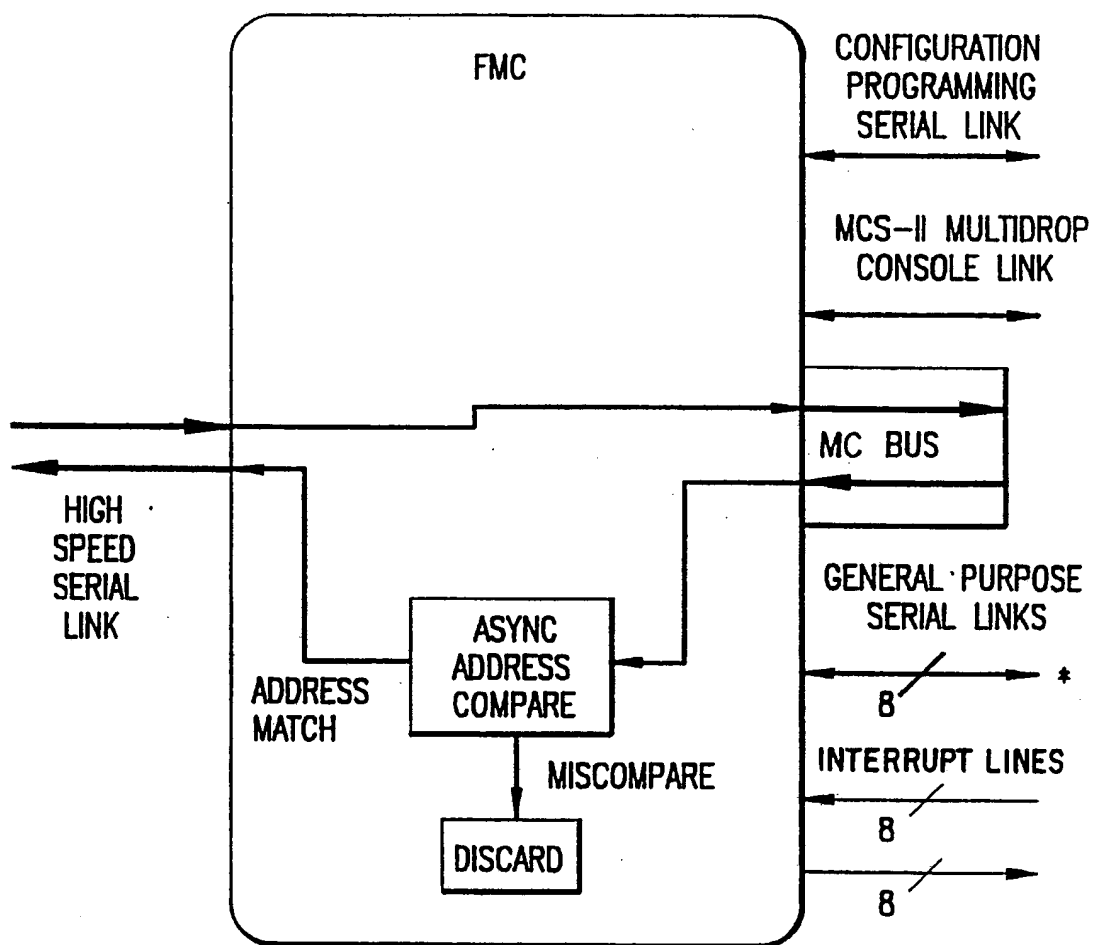 FMC
CONFIGURATION
PROGRAMMING
SERIAL LINK
MCS-II MULTIDROP
CONSOLE LINK
MC BUS
HIGH
SPEED
SERIAL
LINK
GENERAL PURPOSE
SERIAL LINKS
8 *
ASYNC
ADDRESS
COMPARE
ADDRESS
MATCH
MISCOMPARE
DISCARD
INTERRUPT LINES
8
8